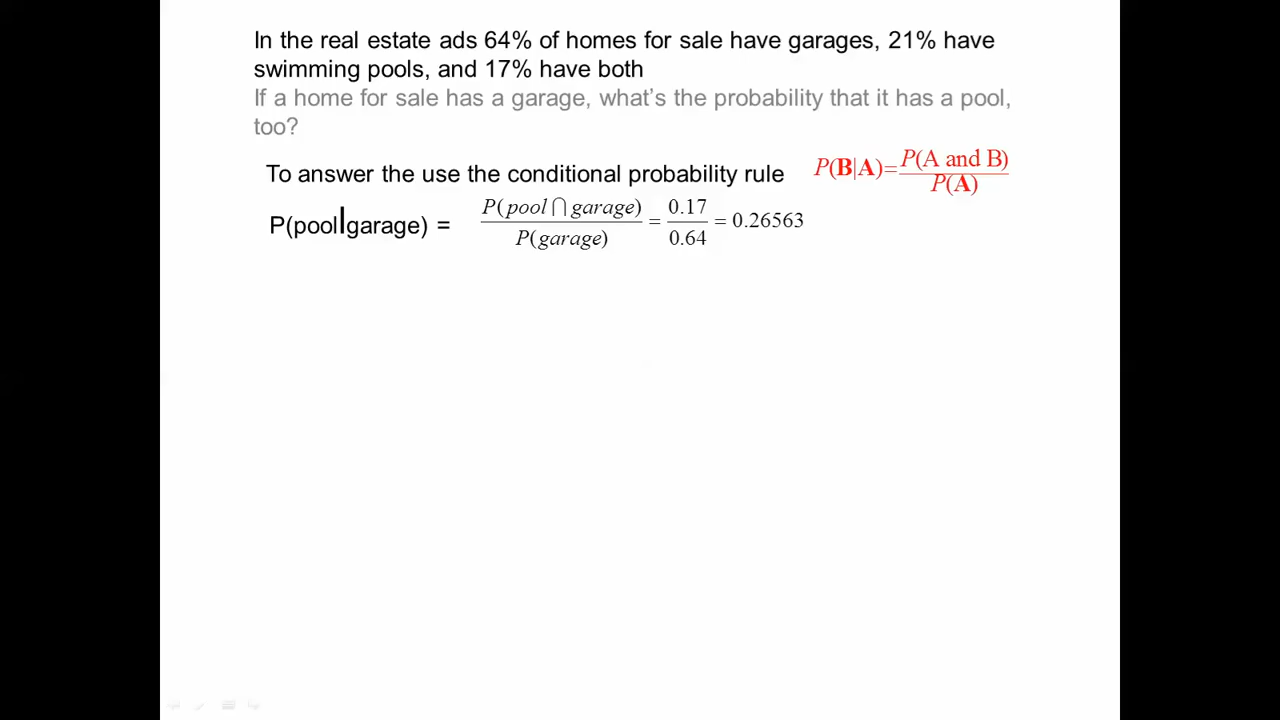 In the real estate ads 64% of homes for sale have garages, 21% have
swimming pools, and 17% have both
If a home for sale has a garage, what’s the probability that it has a pool,
too?
To answer the use the conditional probability rule P(B|A)=P(A and B)/P(A)
P(pool|garage) = P(pool ∩ garage)/P(garage) = 0.17/0.64 = 0.26563